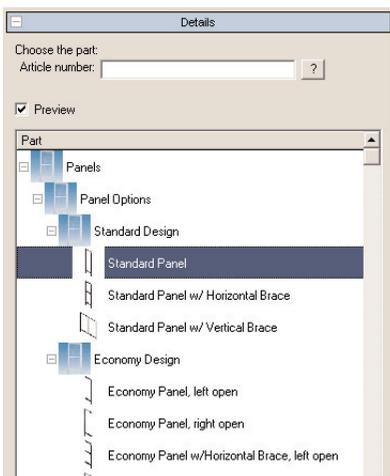 Details
Choose the part:
Article number: ?
Preview
Part
Panels
Panel Options
Standard Design
Standard Panel
Standard Panel w/ Horizontal Brace
Standard Panel w/ Vertical Brace
Economy Design
Economy Panel, left open
Economy Panel, right open
Economy Panel w/Horizontal Brace, left open